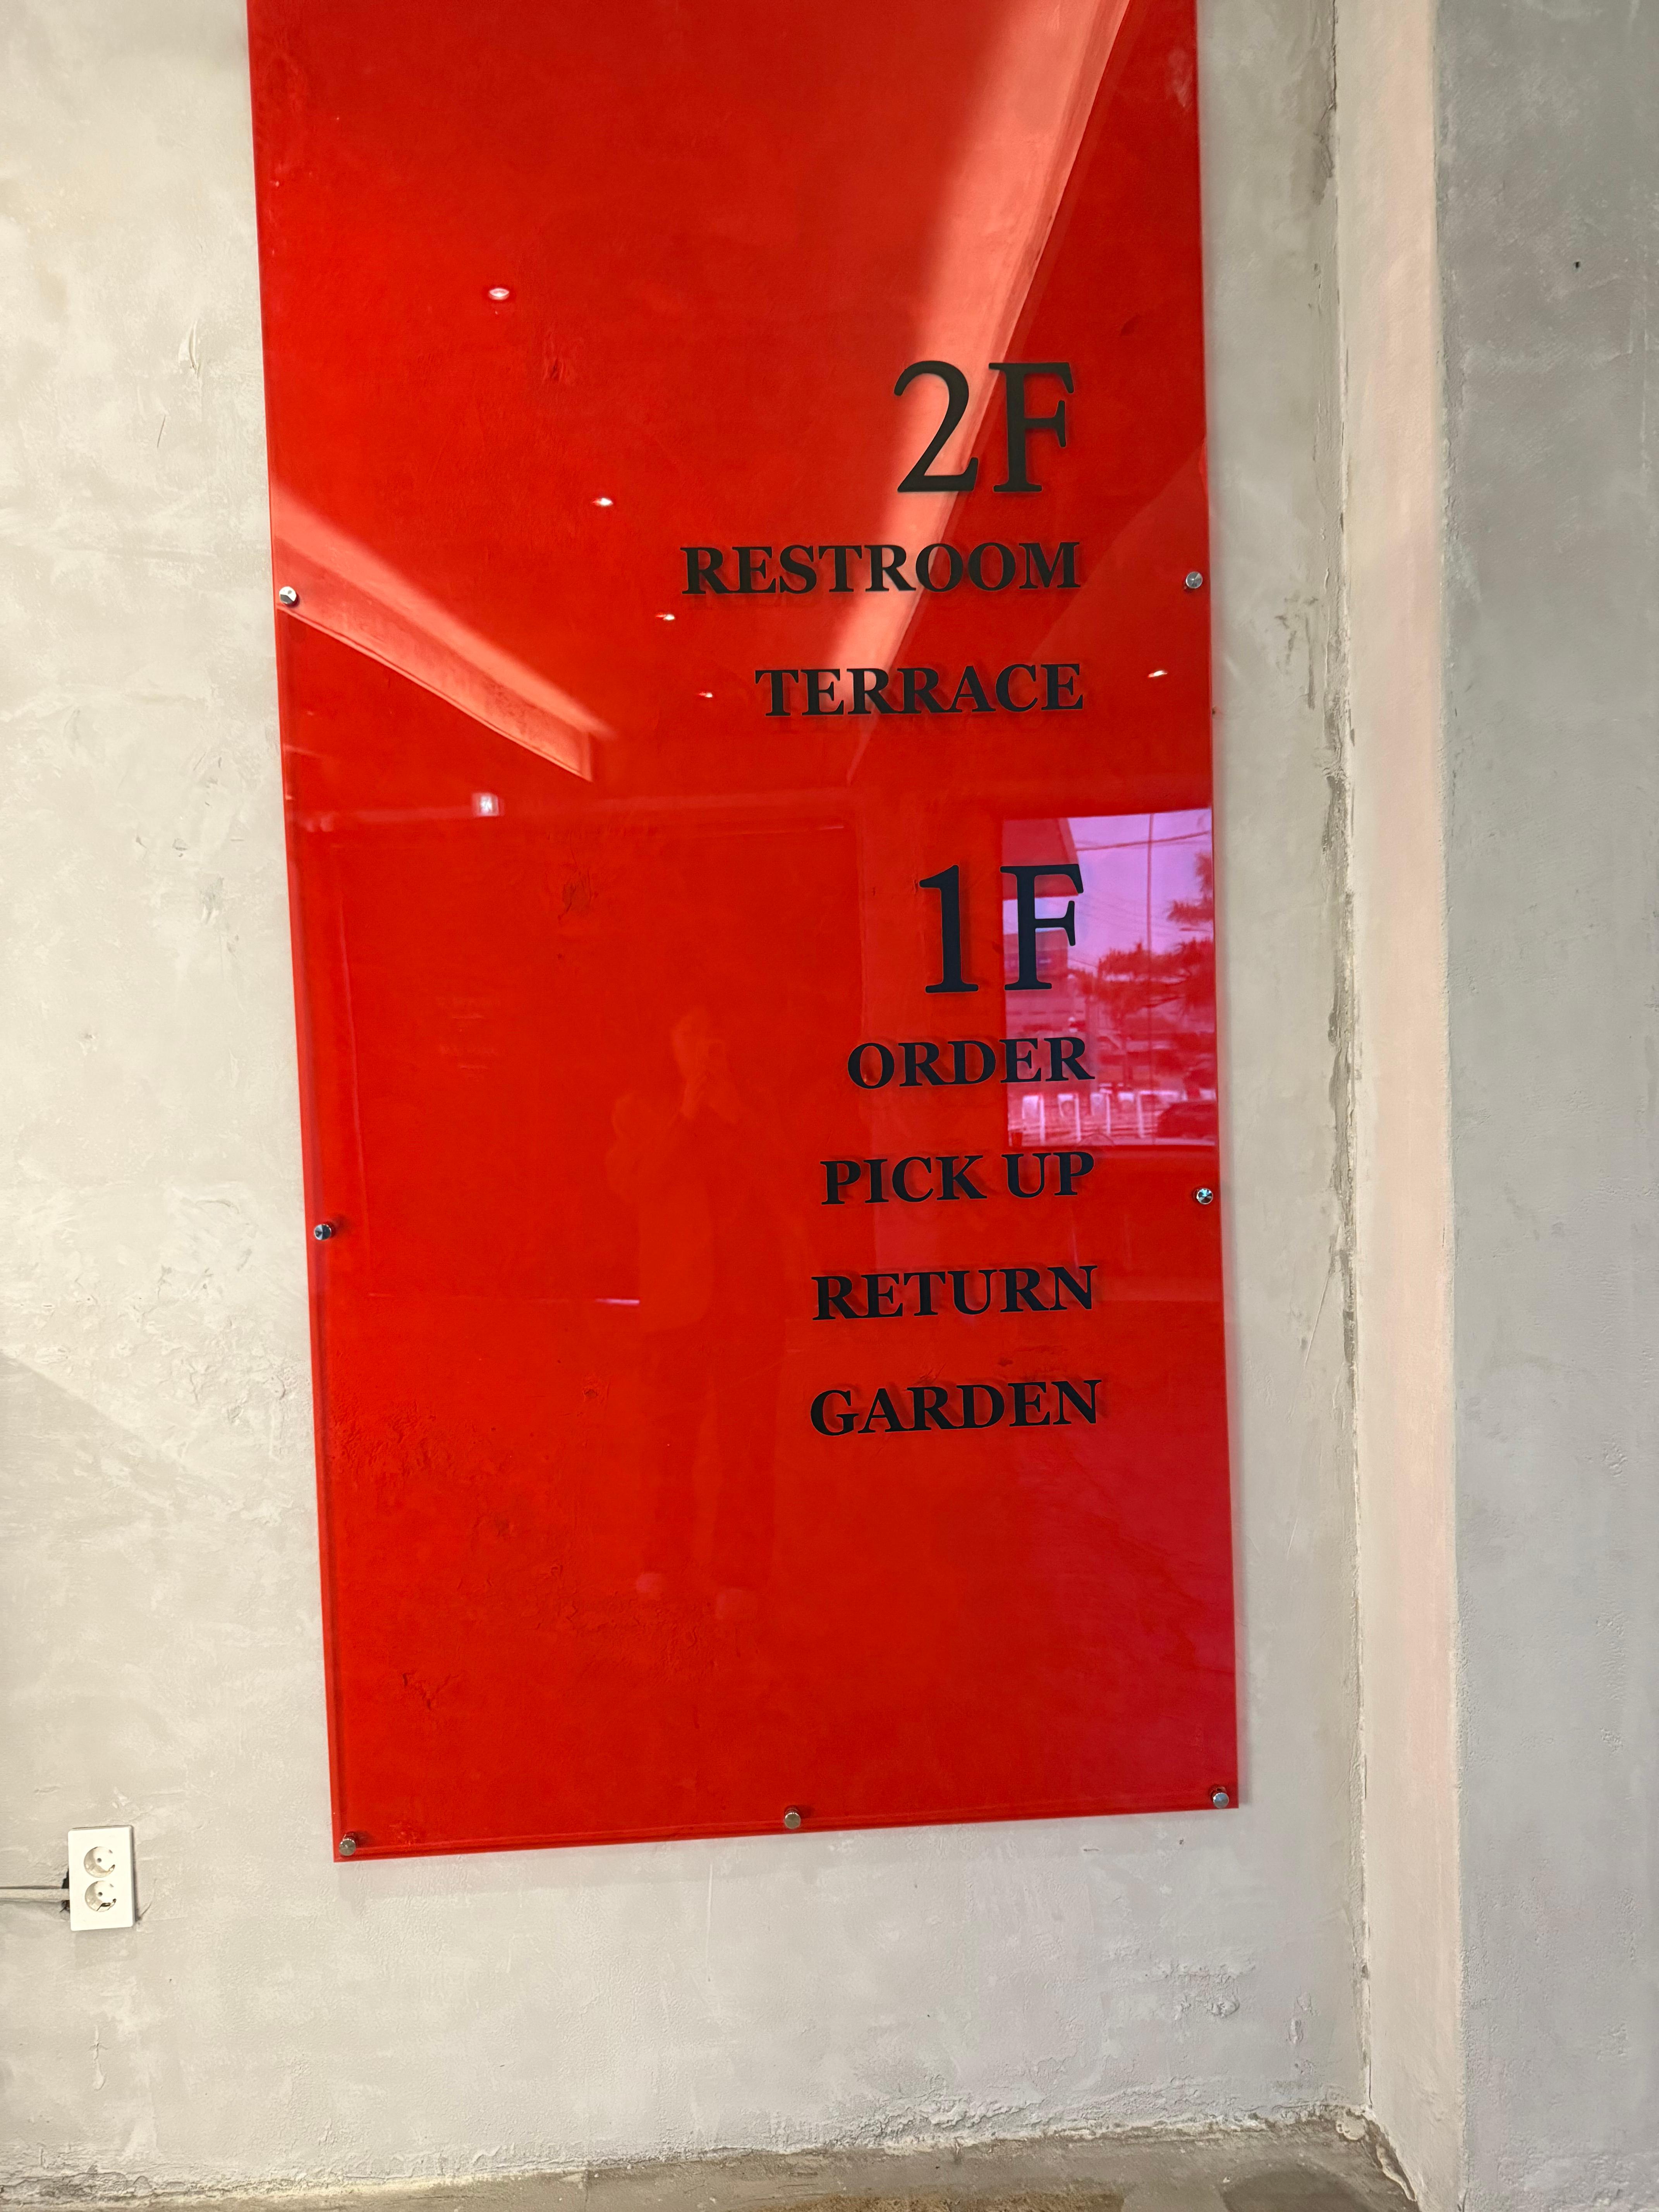 2F
RESTROOM
TERRACE
1F
ORDER
PICK UP
RETURN
GARDEN